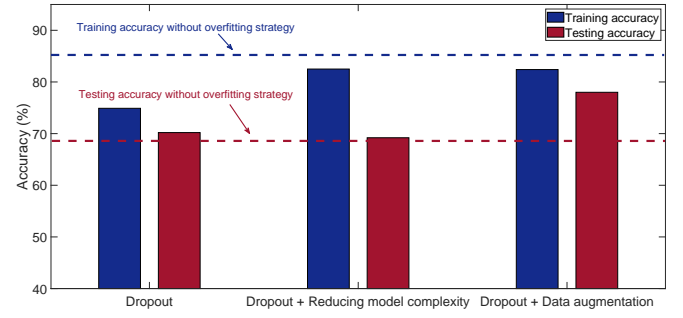 Training accuracy
Testing accuracy
Training accuracy without overfitting strategy
Testing accuracy without overfitting strategy
Accuracy (%)
90
80
70
60
50
40
Dropout
Dropout + Reducing model complexity
Dropout + Data augmentation